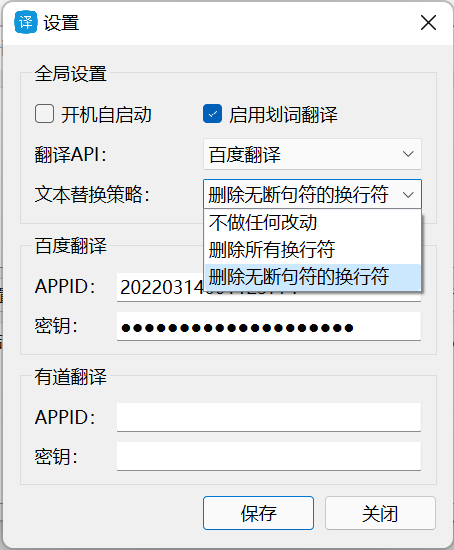 译 设置
全局设置
开机自启动 启用划词翻译
翻译API： 百度翻译
文本替换策略： 删除无断句符的换行符
不做任何改动
删除所有换行符
删除无断句符的换行符
百度翻译
APPID：
密钥： ●●●●●●●●●●●●●●●●●●●●
有道翻译
APPID：
密钥：
保存 关闭